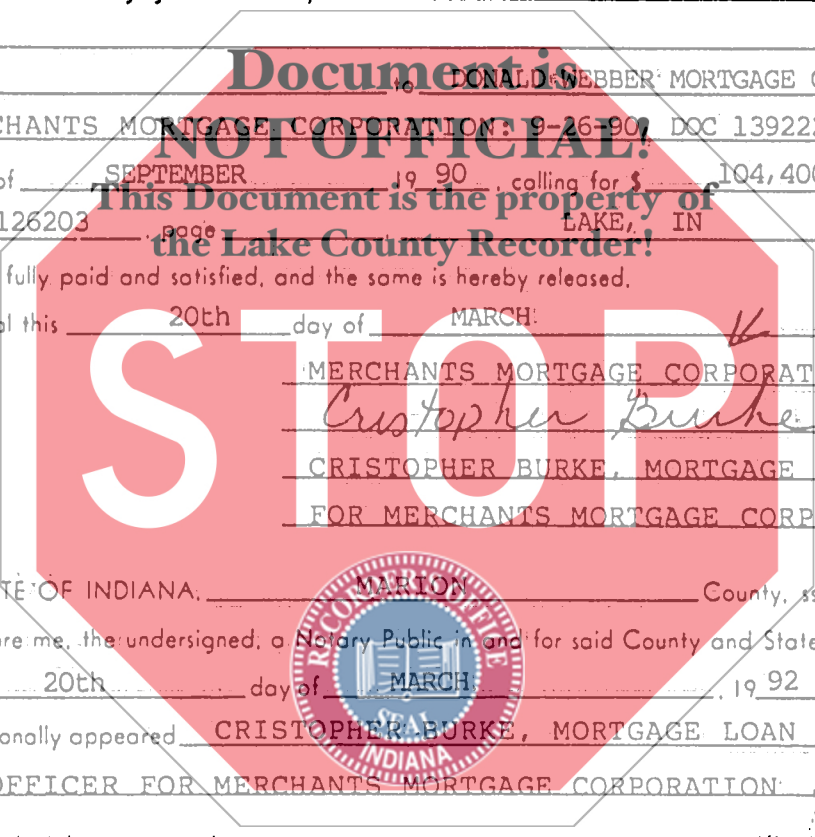 Document is
to DONALD WEBBER MORTGAGE
CHANTS MORTGAGE CORPORATION: 9-26-90, DOC 139222
NOT OFFICIAL!
of SEPTEMBER 19 90, calling for $ 104,400
This Document is the property of
126203, page LAKE, IN
the Lake County Recorder!
fully paid and satisfied, and the same is hereby released.
this 20th day of MARCH
STOP
MERCHANTS MORTGAGE CORPORAT
Cristopher Burke
CRISTOPHER BURKE, MORTGAGE
FOR MERCHANTS MORTGAGE CORP
TE OF INDIANA, MARION County, ss
re me, the undersigned, a Notary Public in and for said County and State
20th day of MARCH, 19 92
onally appeared CRISTOPHER BURKE, MORTGAGE LOAN
OFFICER FOR MERCHANTS MORTGAGE CORPORATION
RECORDER OFFICE
SEAL
INDIANA